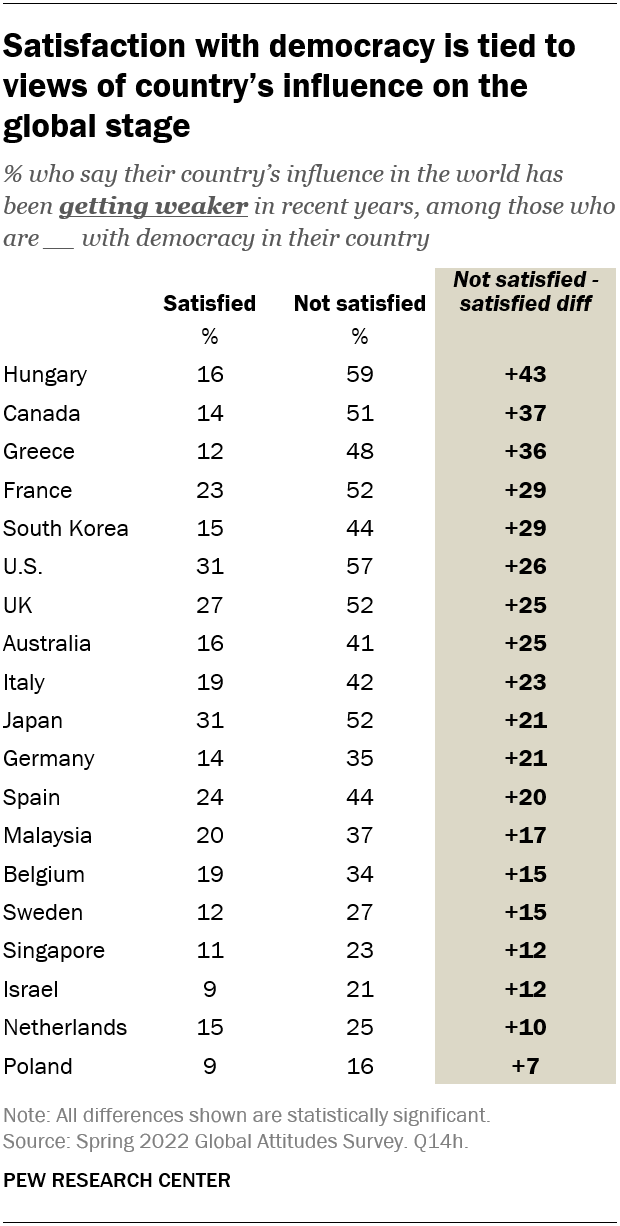 Satisfaction with democracy is tied to
views of country's influence on the
global stage
% who say their country's influence in the world has
been getting weaker in recent years, among those who
are __ with democracy in their country
Satisfied Not satisfied Not satisfied -
satisfied diff
% %
Hungary 16 59 +43
Canada 14 51 +37
Greece 12 48 +36
France 23 52 +29
South Korea 15 44 +29
U.S. 31 57 +26
UK 27 52 +25
Australia 16 41 +25
Italy 19 42 +23
Japan 31 52 +21
Germany 14 35 +21
Spain 24 44 +20
Malaysia 20 37 +17
Belgium 19 34 +15
Sweden 12 27 +15
Singapore 11 23 +12
Israel 9 21 +12
Netherlands 15 25 +10
Poland 9 16 +7
Note: All differences shown are statistically significant.
Source: Spring 2022 Global Attitudes Survey. Q14h.
PEW RESEARCH CENTER